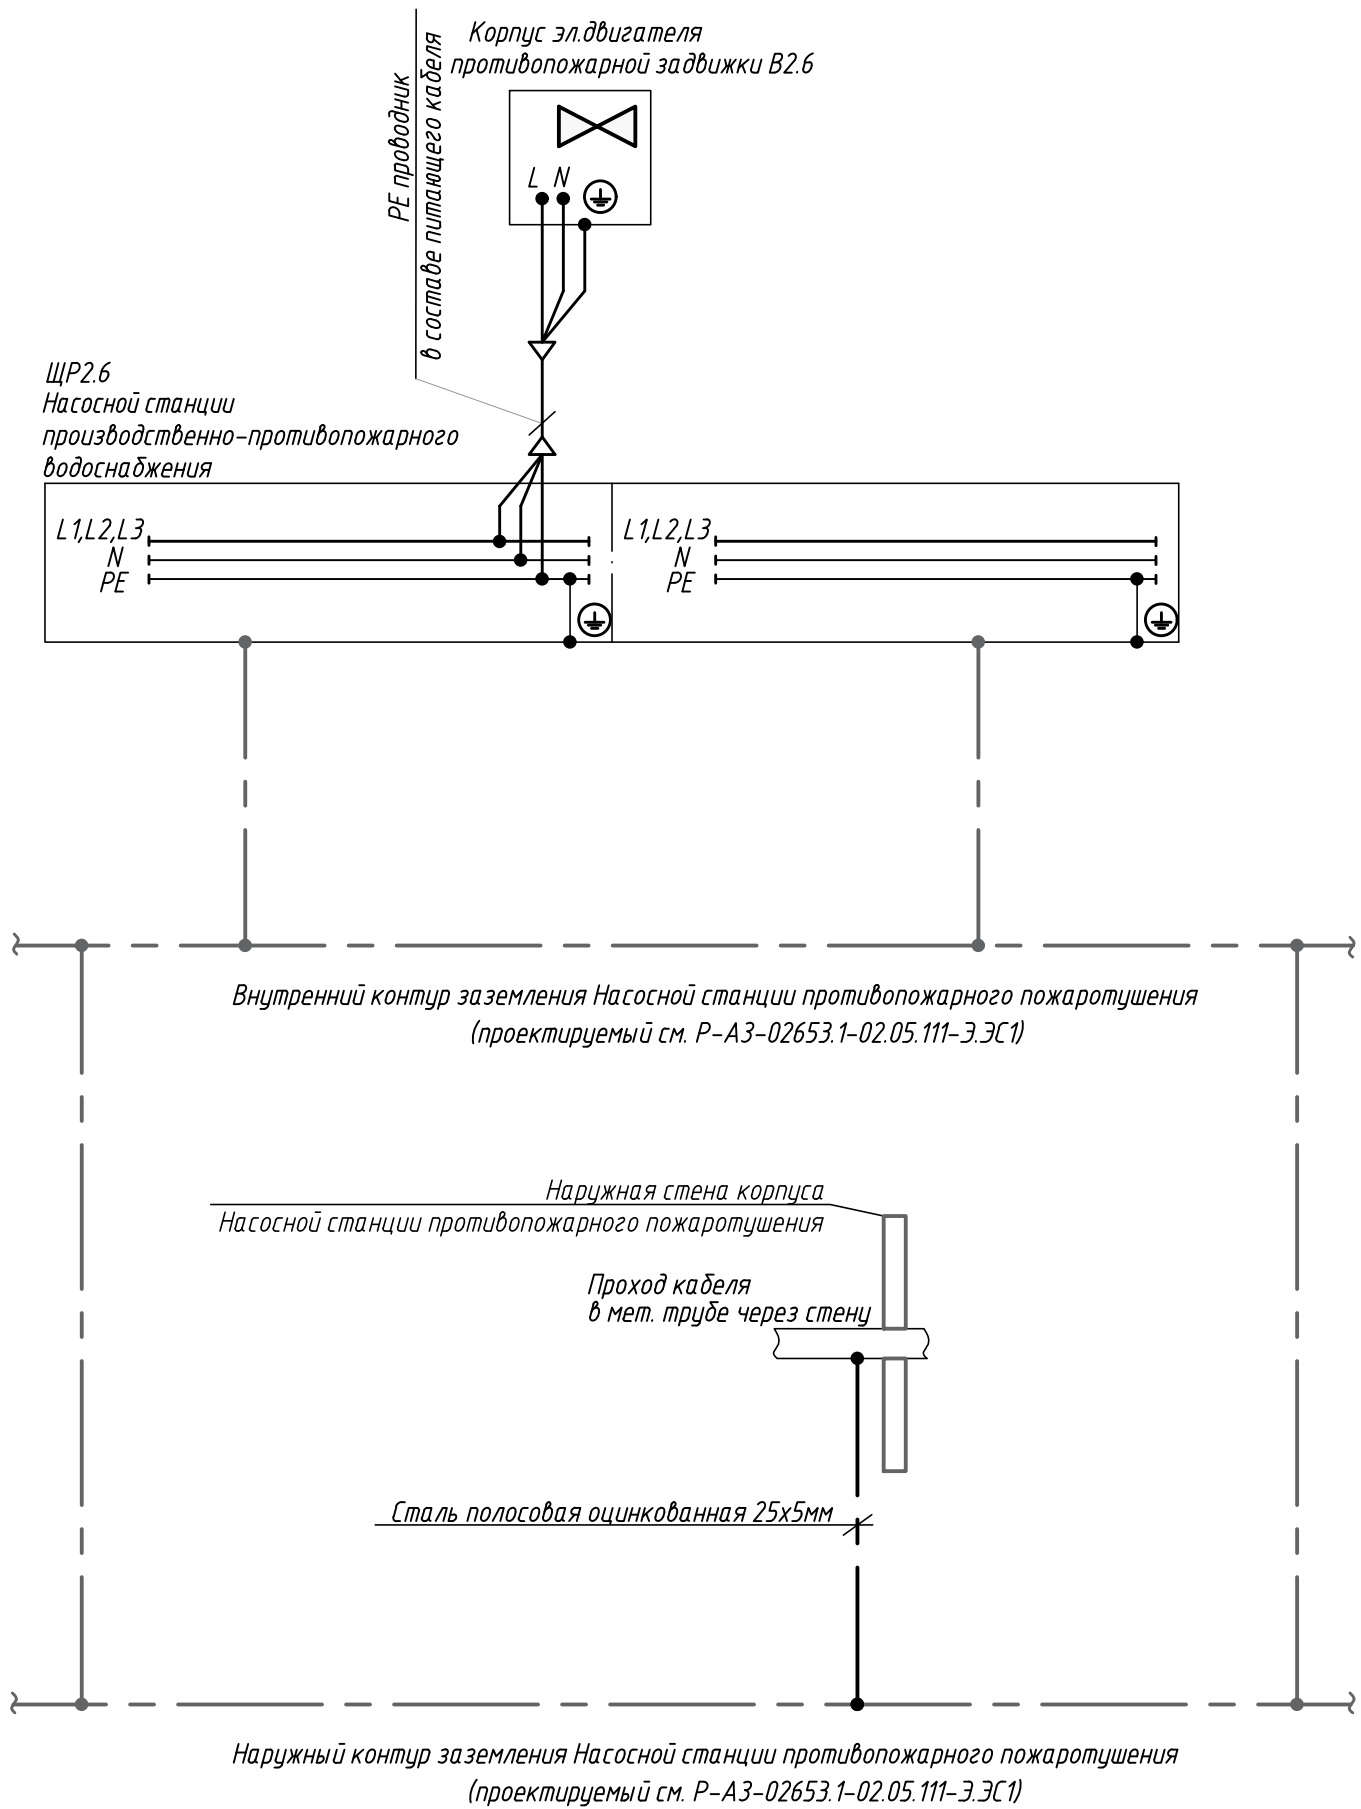 Корпус эл.двигателя
противопожарной задвижки В2.6
L N
PE проводник
в составе питающего кабеля
ЩР2.6
Насосной станции
производственно-противопожарного
водоснабжения
L1,L2,L3
N
PE
L1,L2,L3
N
PE
Внутренний контур заземления Насосной станции противопожарного пожаротушения
(проектируемый см. Р-АЭ-02653.1-02.05.111-Э.ЭС1)
Наружная стена корпуса
Насосной станции противопожарного пожаротушения
Проход кабеля
в мет. трубе через стену
Сталь полосовая оцинкованная 25х5мм
Наружный контур заземления Насосной станции противопожарного пожаротушения
(проектируемый см. Р-АЭ-02653.1-02.05.111-Э.ЭС1)